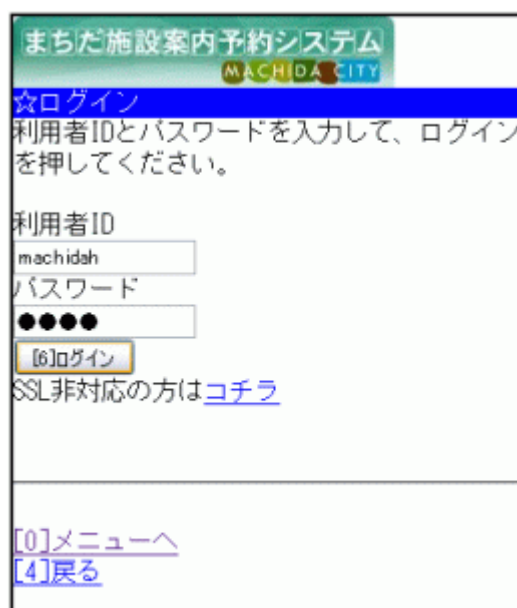 まちだ施設案内予約システム
MACHIDA CITY
☆ログイン
利用者IDとパスワードを入力して、ログイン
を押してください。
利用者ID
machidah
パスワード
●●●●
[6]ログイン
SSL非対応の方はコチラ
[0]メニューへ
[4]戻る